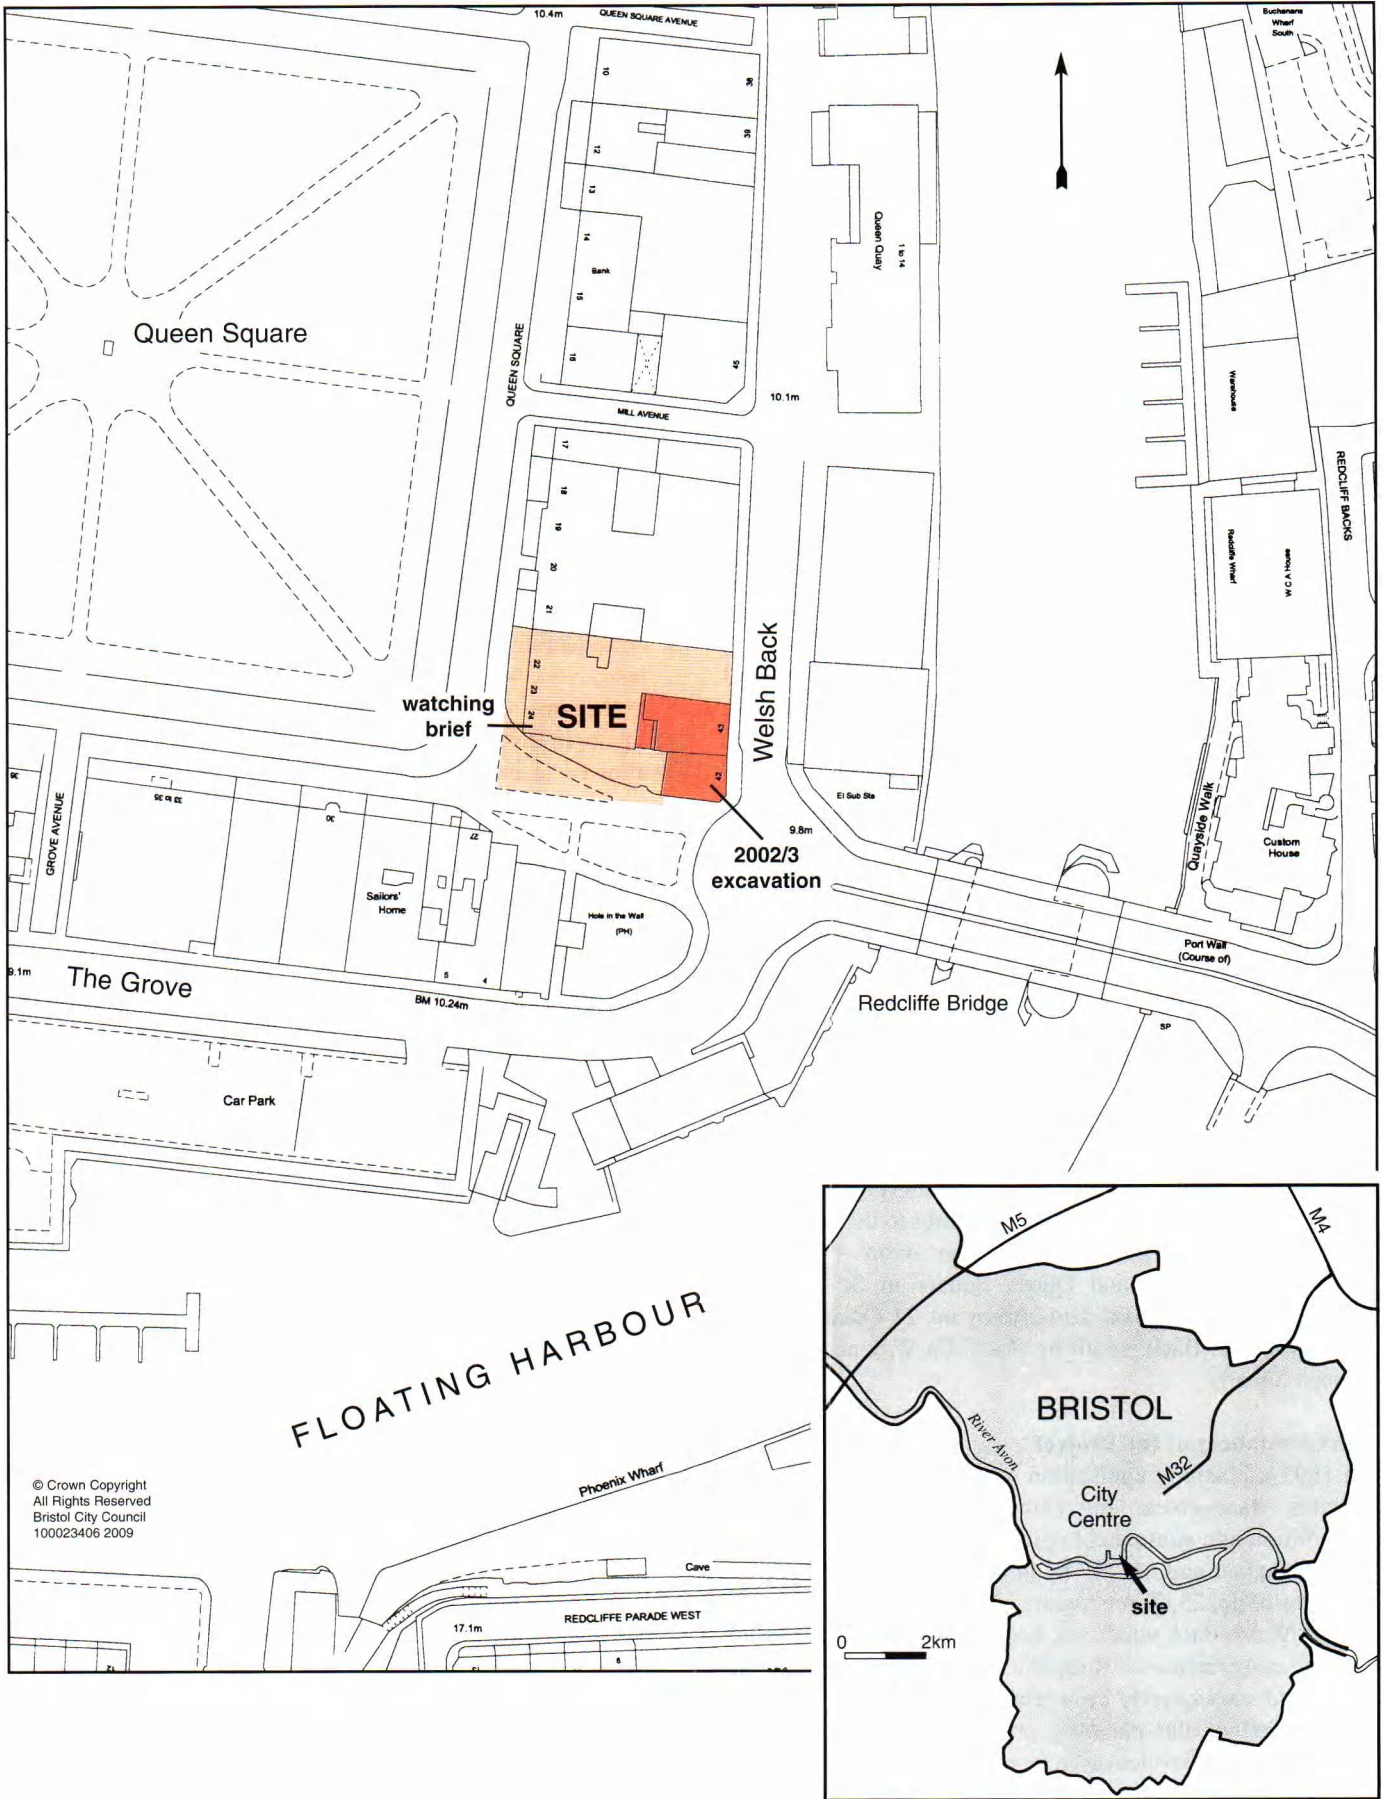 10.4m
QUEEN SQUARE AVENUE
Buchanans
Wharf
South
10
38
39
12
13
14
Bank
15
16
45
Queen Quay
1 to 14
Queen Square
QUEEN SQUARE
MILL AVENUE
10.1m
Warehouse
REDCLIFF BACKS
Redcliffe Wharf
W C A House
17
18
19
20
21
22
23
24
watching
brief
SITE
43
42
Welsh Back
El Sub Sta
9.8m
2002/3
excavation
Quayside Walk
Custom
House
GROVE AVENUE
36
33 to 35
30
27
Sailors'
Home
Hole in the Wall
(PH)
Port Wall
(Course of)
9.1m
The Grove
5
4
BM 10.24m
Redcliffe Bridge
SP
Car Park
FLOATING HARBOUR
Phoenix Wharf
© Crown Copyright
All Rights Reserved
Bristol City Council
100023406 2009
Cave
REDCLIFFE PARADE WEST
17.1m
12
13
9
M5
M4
BRISTOL
River Avon
M32
City
Centre
site
0
2km